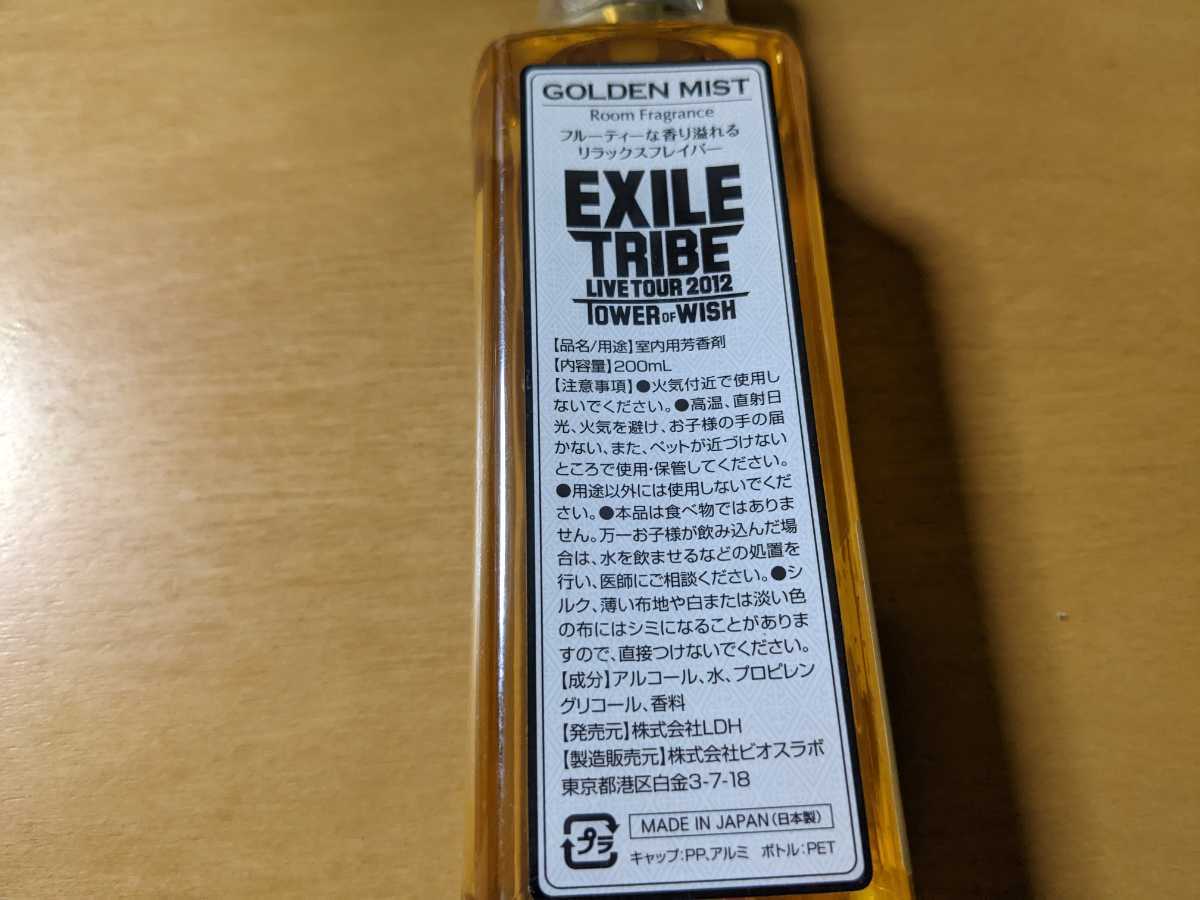 GOLDEN MIST
Room Fragrance
フルーティーな香り溢れる
リラックスフレイバー
EXILE
TRIBE
LIVE TOUR 2012
TOWER OF WISH
【品名/用途】室内用芳香剤
【内容量】200mL
【注意事項】●火気付近で使用し
ないでください。●高温、直射日
光、火気を避け、お子様の手の届
かない、また、ペットが近づけない
ところで使用・保管してください。
●用途以外には使用しないでくだ
さい。●本品は食べ物ではありま
せん。万一お子様が飲み込んだ場
合は、水を飲ませるなどの処置を
行い、医師にご相談ください。●シ
ルク、薄い布地や白または淡い色
の布にはシミになることがありま
すので、直接つけないでください。
【成分】アルコール、水、プロピレン
グリコール、香料
【発売元】株式会社LDH
【製造販売元】株式会社ビオスラボ
東京都港区白金3-7-18
プラ
MADE IN JAPAN(日本製)
キャップ:PP、アルミ ボトル:PET